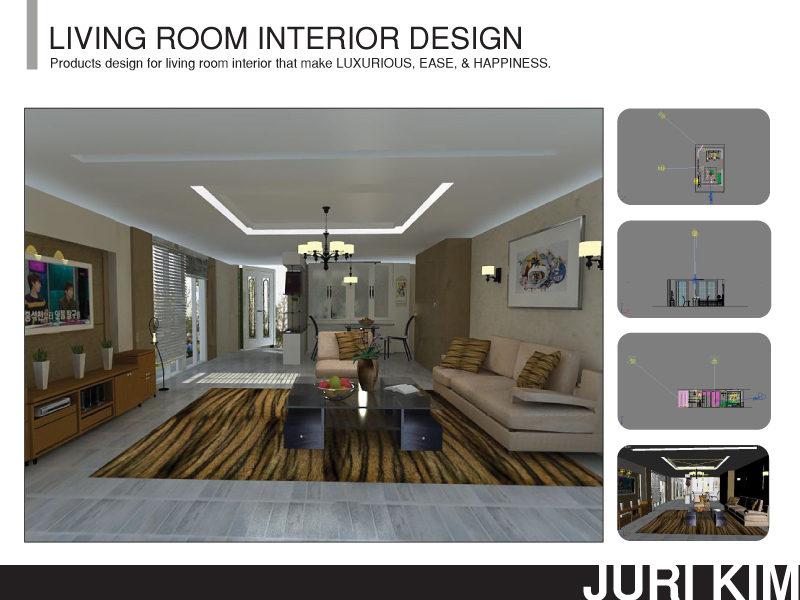 LIVING ROOM INTERIOR DESIGN
Products design for living room interior that make LUXURIOUS, EASE, & HAPPINESS.
JURI KIM